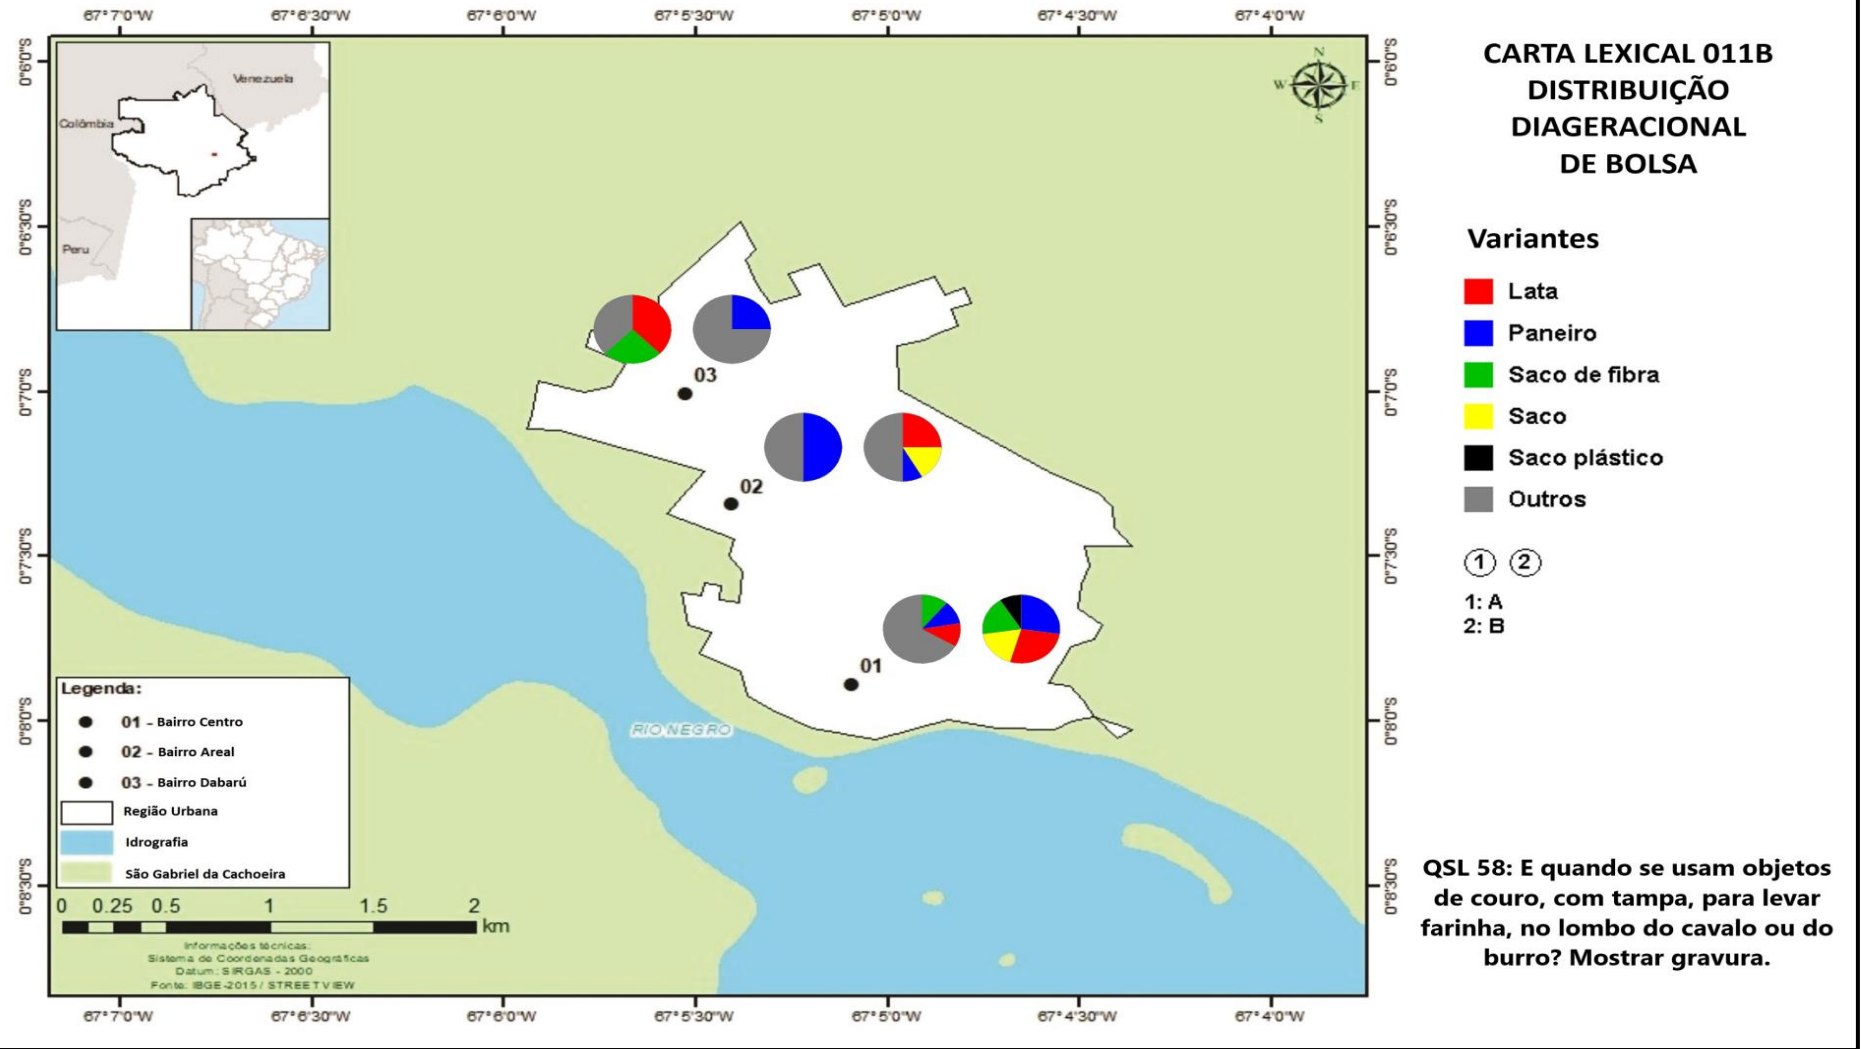 67°7'0"W 67°6'30"W 67°6'0"W 67°5'30"W 67°5'0"W 67°4'30"W 67°4'0"W
0°6'0"S
0°6'30"S
0°7'0"S
0°7'30"S
0°8'0"S
0°8'30"S
Venezuela
Colômbia
Peru
N
W E
S
03
02
01
RIO NEGRO
Legenda:
01 - Bairro Centro
02 - Bairro Areal
03 - Bairro Dabarú
Região Urbana
Idrografia
São Gabriel da Cachoeira
0 0.25 0.5 1 1.5 2
km
Informações técnicas:
Sistema de Coordenadas Geográficas
Datum: SIRGAS - 2000
Fonte: IBGE-2015 / STREET VIEW
0°6'0"S
0°6'30"S
0°7'0"S
0°7'30"S
0°8'0"S
0°8'30"S
67°7'0"W 67°6'30"W 67°6'0"W 67°5'30"W 67°5'0"W 67°4'30"W 67°4'0"W
CARTA LEXICAL 011B
DISTRIBUIÇÃO
DIAGERACIONAL
DE BOLSA
Variantes
Lata
Paneiro
Saco de fibra
Saco
Saco plástico
Outros
1 2
1: A
2: B
QSL 58: E quando se usam objetos
de couro, com tampa, para levar
farinha, no lombo do cavalo ou do
burro? Mostrar gravura.